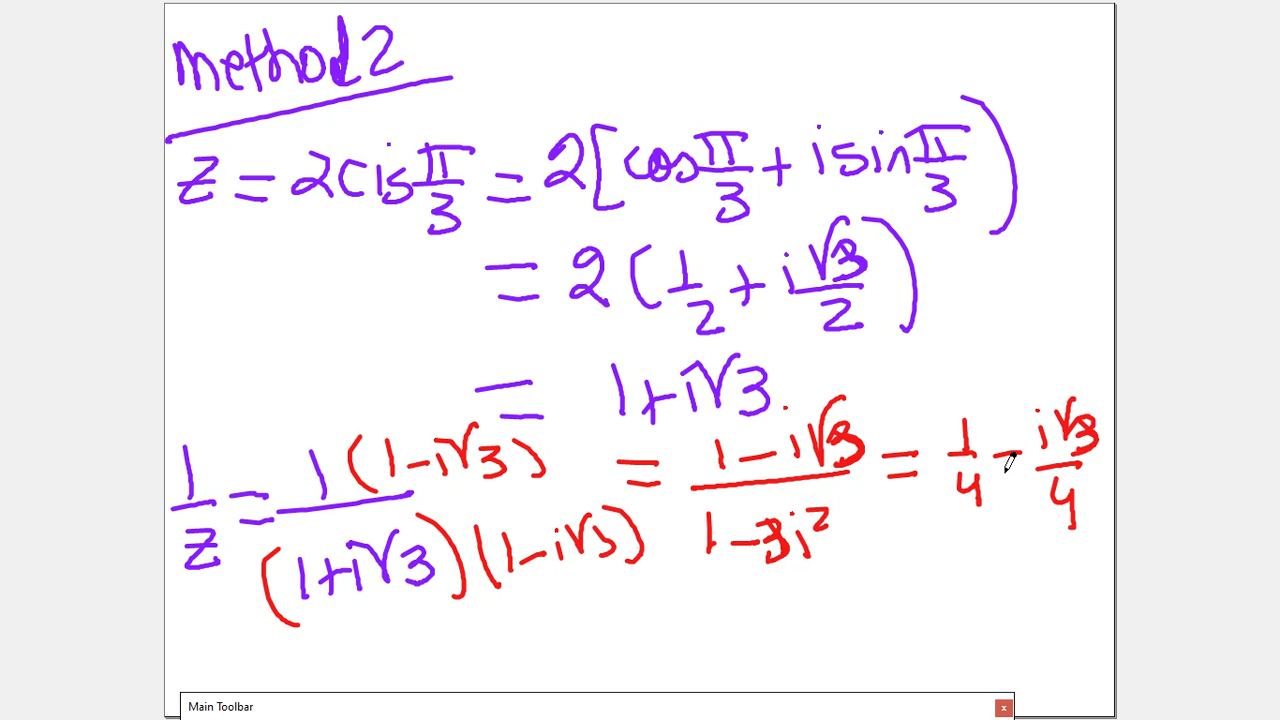 method 2
z = 2cis π/3 = 2[cos π/3 + i sin π/3)
= 2(1/2 + i√3/2)
= 1+i√3
1/z = 1(1-i√3)/(1+i√3)(1-i√3) = 1-i√3/1-3i² = 1/4 - i√3/4
Main Toolbar
x